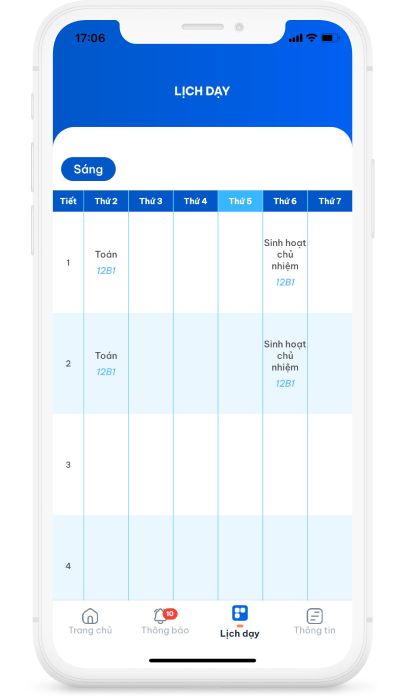 17:06
LỊCH DẠY
Sáng
Tiết Thứ 2 Thứ 3 Thứ 4 Thứ 5 Thứ 6 Thứ 7
1
Toán
12B1
Sinh hoạt
chủ
nhiệm
12B1
2
Toán
12B1
Sinh hoạt
chủ
nhiệm
12B1
3
4
10
Trang chủ Thông báo Lịch dạy Thông tin